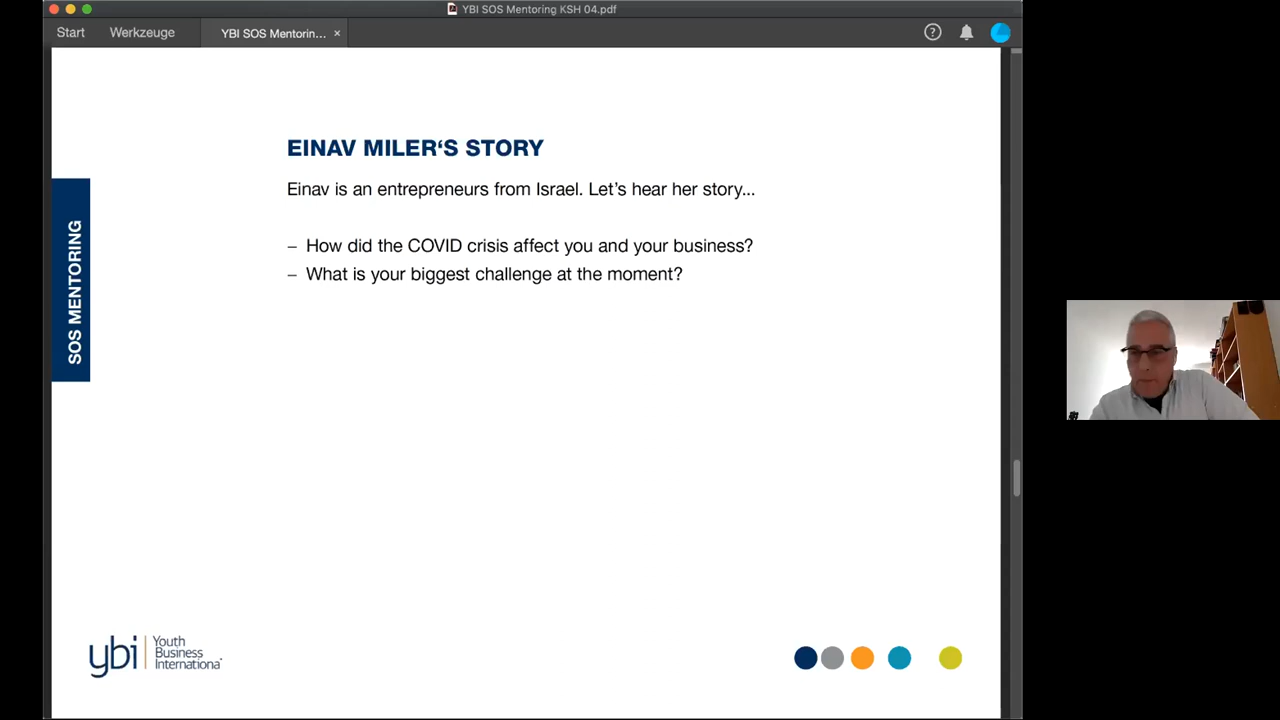 YBI SOS Mentoring KSH 04.pdf
Start Werkzeuge YBI SOS Mentorin... ×
?
EINAV MILER‘S STORY
Einav is an entrepreneurs from Israel. Let’s hear her story...
– How did the COVID crisis affect you and your business?
– What is your biggest challenge at the moment?
SOS MENTORING
ybi Youth
Business
International